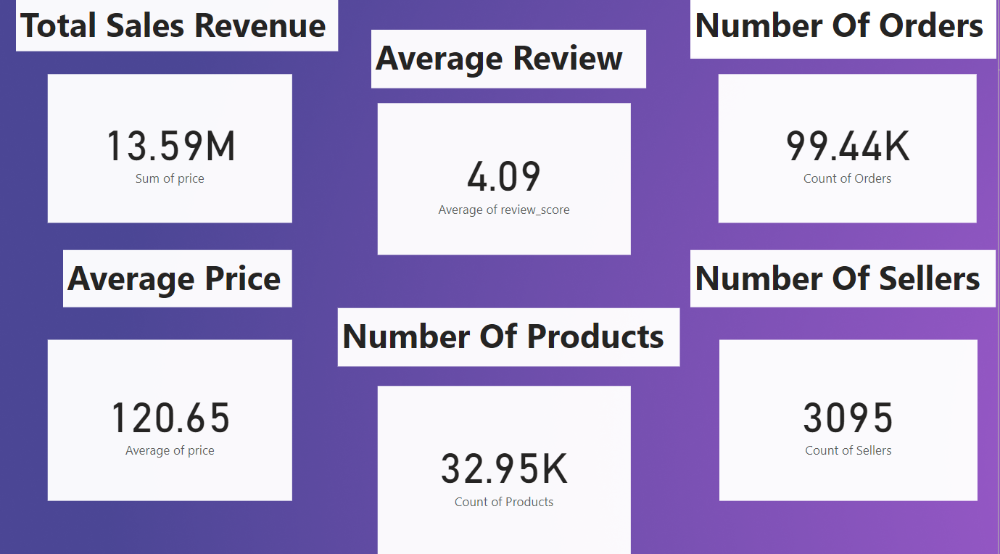 Total Sales Revenue
13.59M
Sum of price
Average Review
4.09
Average of review_score
Number Of Orders
99.44K
Count of Orders
Average Price
120.65
Average of price
Number Of Products
32.95K
Count of Products
Number Of Sellers
3095
Count of Sellers